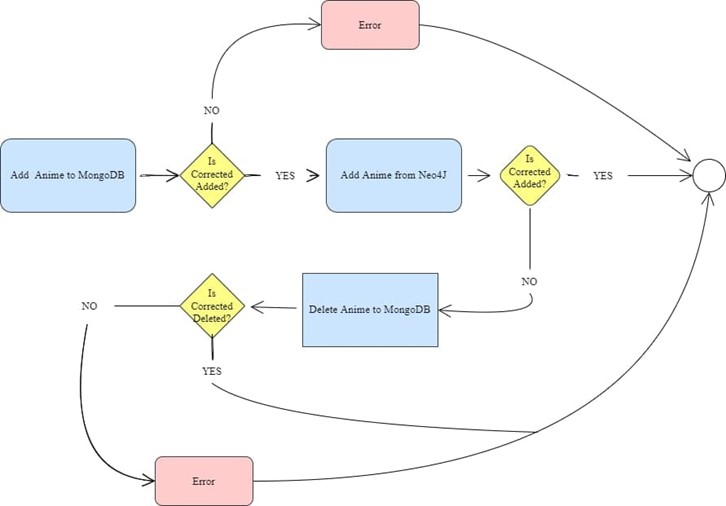 Error
NO
Add Anime to MongoDB
Is
Corrected
Added?
YES
Add Anime from Neo4J
Is
Corrected
Added?
YES
NO
NO
Is
Corrected
Deleted?
Delete Anime to MongoDB
YES
Error